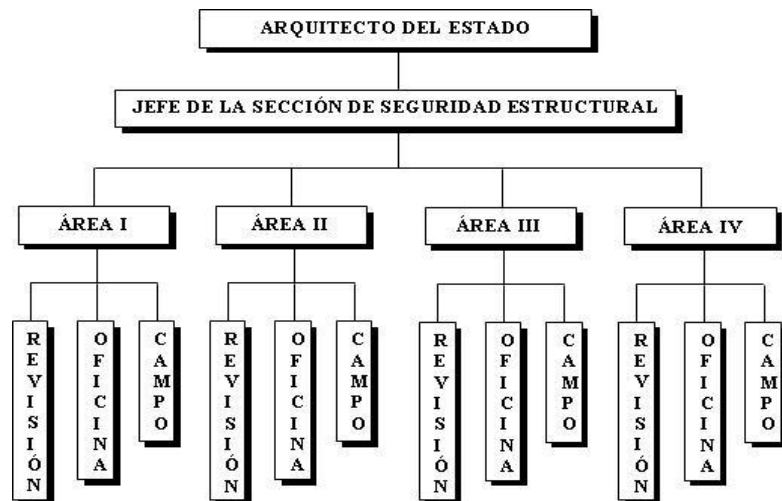 ARQUITECTO DEL ESTADO
JEFE DE LA SECCIÓN DE SEGURIDAD ESTRUCTURAL
ÁREA I
ÁREA II
ÁREA III
ÁREA IV
REVISIÓN
OFICINA
CAMPO
REVISIÓN
OFICINA
CAMPO
REVISIÓN
OFICINA
CAMPO
REVISIÓN
OFICINA
CAMPO